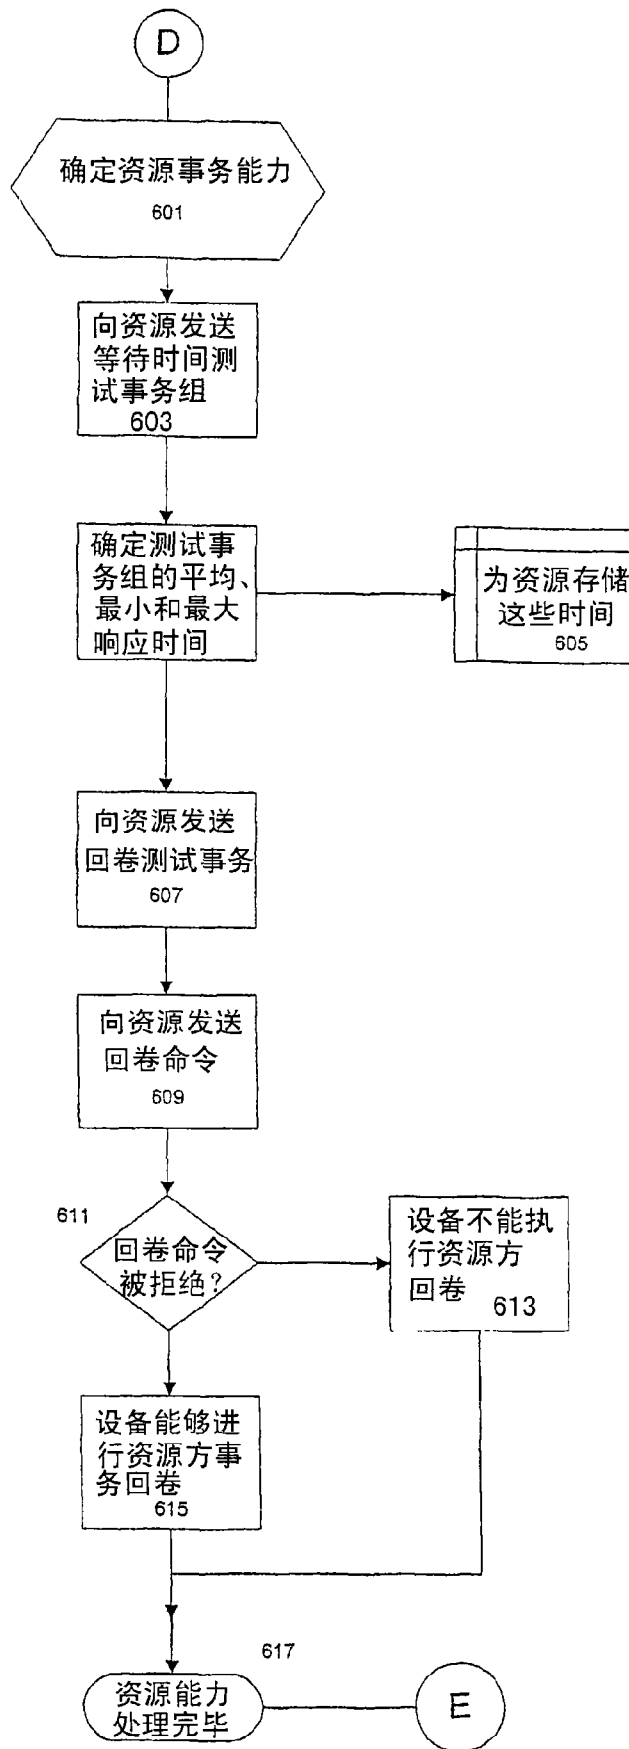 D
确定资源事务能力
601
向资源发送
等待时间测
试事务组
603
确定测试事
务组的平均、
最小和最大
响应时间
为资源存储
这些时间
605
向资源发送
回卷测试事务
607
向资源发送
回卷命令
609
611
回卷命令
被拒绝?
设备不能执
行资源方
回卷
613
设备能够进
行资源方事
务回卷
615
617
资源能力
处理完毕
E